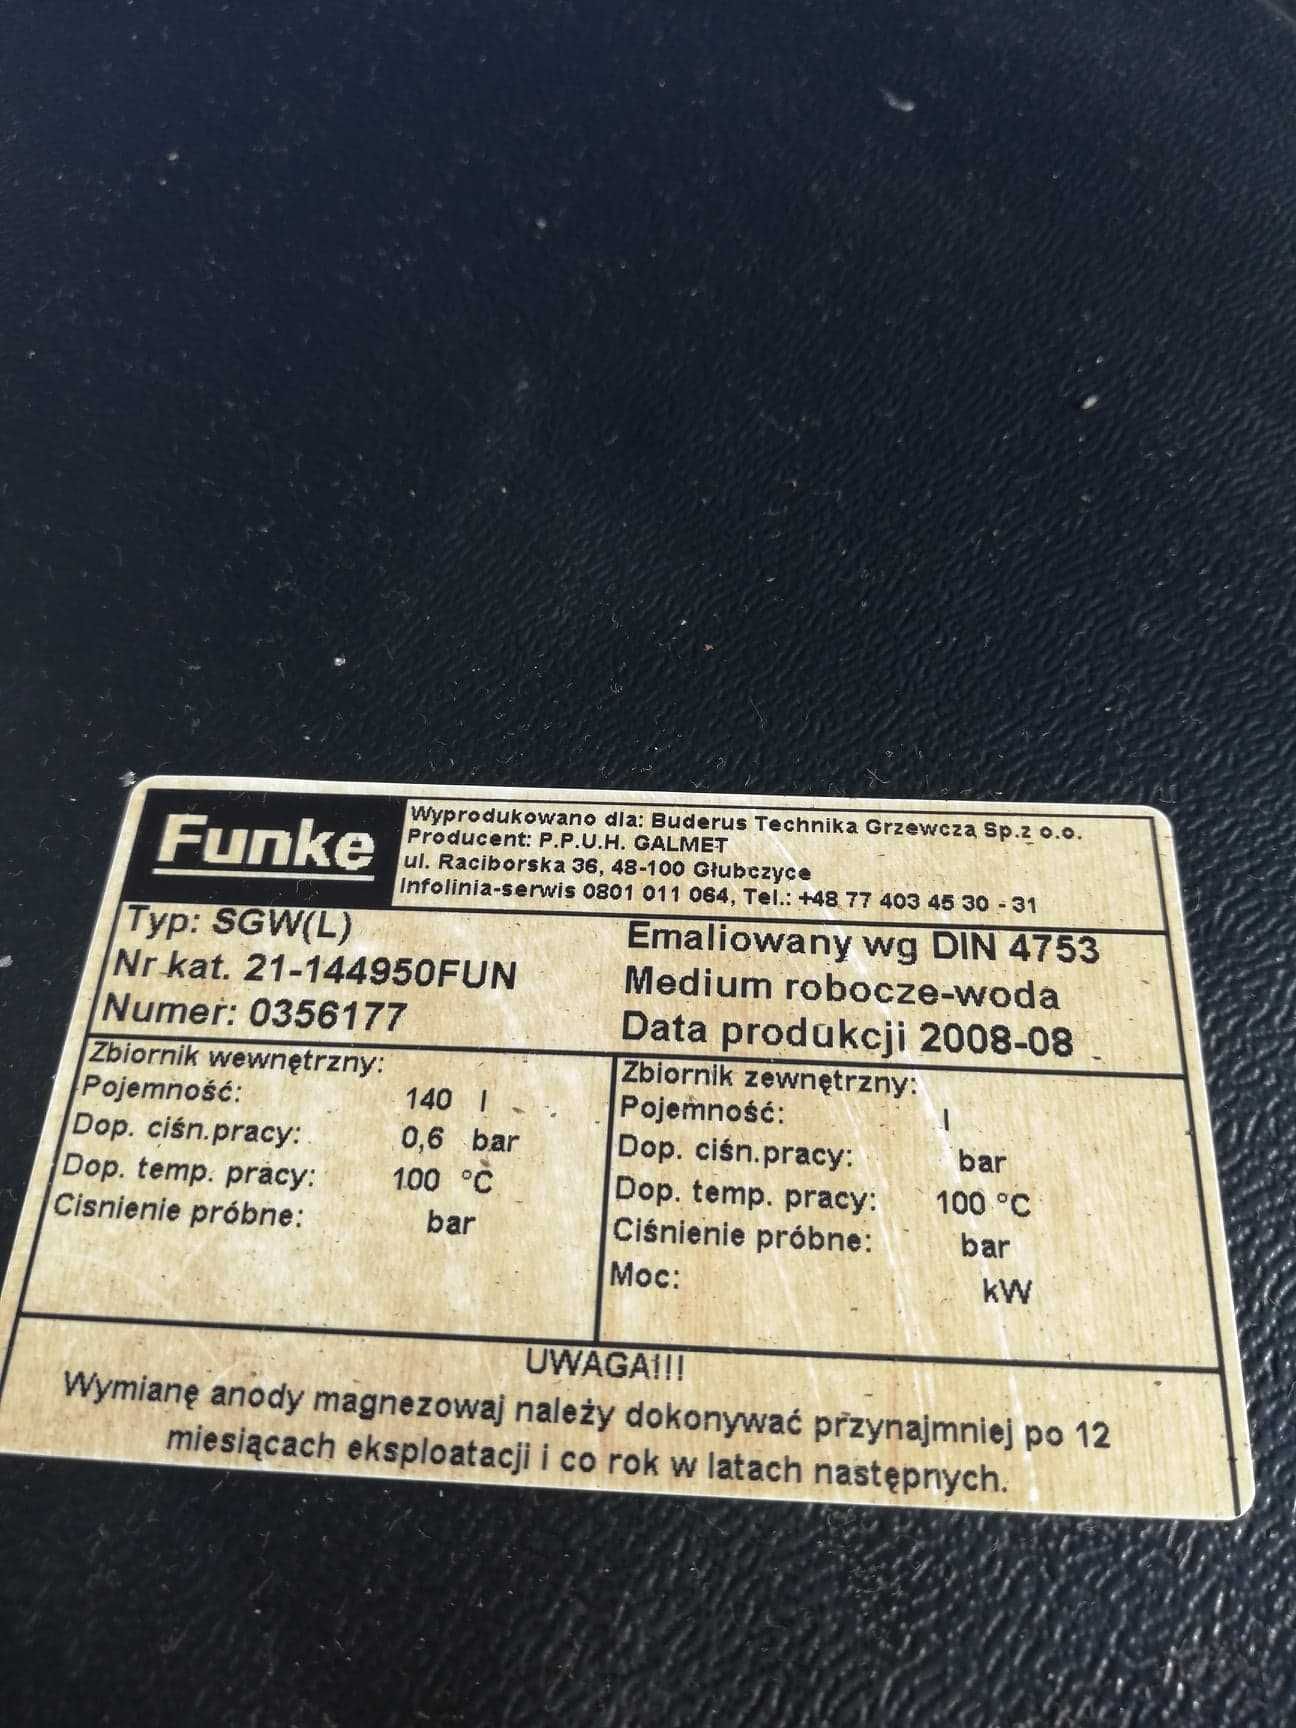 Funke
Wyprodukowano dla: Buderus Technika Grzewcza Sp.z o.o.
Producent: P.P.U.H. GALMET
ul. Raciborska 36, 48-100 Głubczyce
Infolinia-serwis 0801 011 064, Tel.: +48 77 403 45 30 - 31
Typ: SGW(L)
Nr kat. 21-144950FUN
Numer: 0356177
Emaliowany wg DIN 4753
Medium robocze-woda
Data produkcji 2008-08
Zbiornik wewnętrzny:
Pojemność: 140 l
Dop. ciśn.pracy: 0,6 bar
Dop. temp. pracy: 100 °C
Cisnienie próbne: bar
Zbiornik zewnętrzny:
Pojemność: l
Dop. ciśn.pracy: bar
Dop. temp. pracy: 100 °C
Ciśnienie próbne: bar
Moc: kW
UWAGA!!!
Wymianę anody magnezowaj należy dokonywać przynajmniej po 12
miesiącach eksploatacji i co rok w latach następnych.